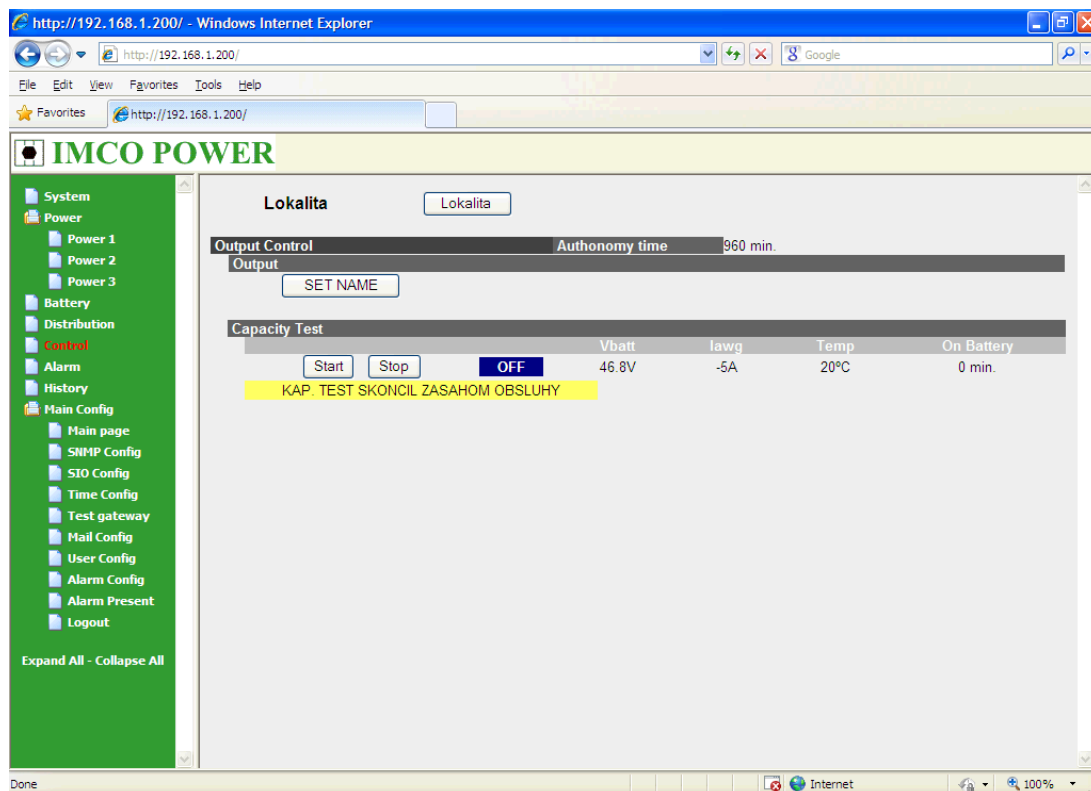 http://192.168.1.200/ - Windows Internet Explorer
http://192.168.1.200/
Google
File Edit View Favorites Tools Help
Favorites
http://192.168.1.200/
IMCO POWER
System
Power
Power 1
Power 2
Power 3
Battery
Distribution
Control
Alarm
History
Main Config
Main page
SNMP Config
SIO Config
Time Config
Test gateway
Mail Config
User Config
Alarm Config
Alarm Present
Logout
Expand All - Collapse All
Lokalita Lokalita
Output Control Authonomy time 960 min.
Output
SET NAME
Capacity Test
Vbatt Iawg Temp On Battery
Start Stop OFF 46.8V -5A 20ºC 0 min.
KAP. TEST SKONCIL ZASAHOM OBSLUHY
Done Internet 100%